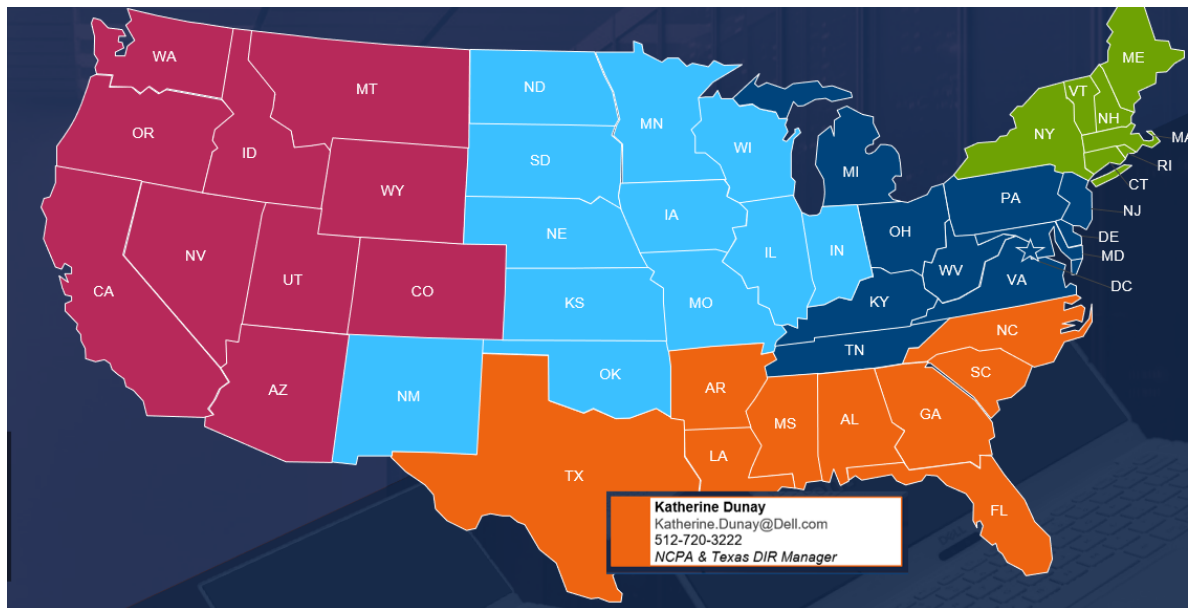 WA
MT
ND
MN
ME
VT
NH
NY
MA
RI
CT
OR
ID
SD
WI
MI
WY
PA
NJ
IA
NE
OH
DE
NV
IL
IN
MD
UT
CO
WV
VA
DC
CA
KS
MO
KY
NC
TN
AZ
NM
OK
AR
SC
MS
AL
GA
LA
TX
FL
Katherine Dunay
Katherine.Dunay@Dell.com
512-720-3222
NCPA & Texas DIR Manager